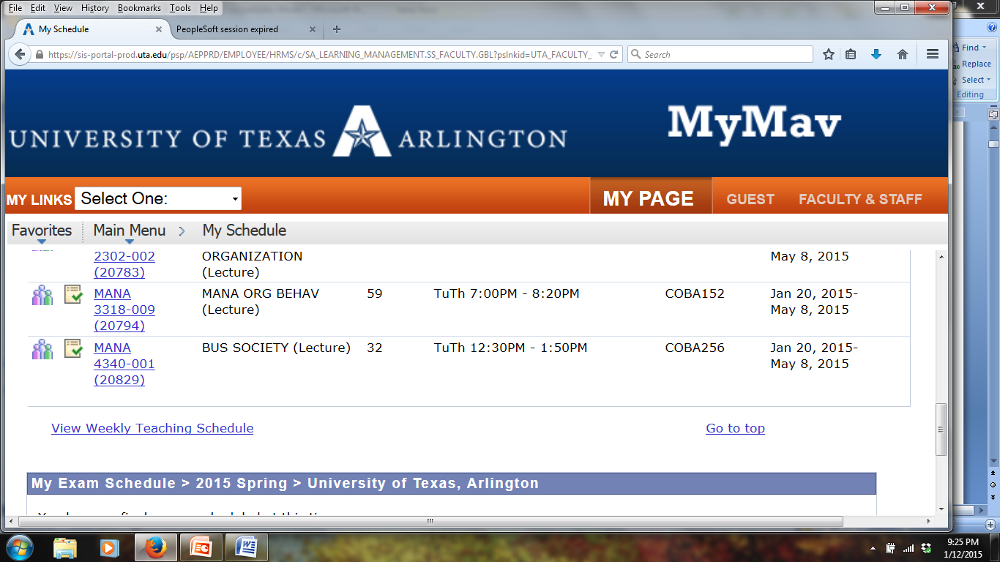 File Edit View History Bookmarks Tools Help
My Schedule
PeopleSoft session expired
https://sis-portal-prod.uta.edu/psp/AEPPRD/EMPLOYEE/HRMS/c/SA_LEARNING_MANAGEMENT.SS_FACULTY.GBL?pslnkid=UTA_FACULTY_
Search
Find
Replace
Select
Editing
UNIVERSITY OF TEXAS ARLINGTON
MyMav
MY LINKS Select One:
MY PAGE GUEST FACULTY & STAFF
Favorites Main Menu > My Schedule
2302-002 ORGANIZATION May 8, 2015
(20783) (Lecture)
MANA MANA ORG BEHAV 59 TuTh 7:00PM - 8:20PM COBA152 Jan 20, 2015-
3318-009 (Lecture) May 8, 2015
(20794)
MANA BUS SOCIETY (Lecture) 32 TuTh 12:30PM - 1:50PM COBA256 Jan 20, 2015-
4340-001 May 8, 2015
(20829)
View Weekly Teaching Schedule Go to top
My Exam Schedule > 2015 Spring > University of Texas, Arlington
9:25 PM
1/12/2015